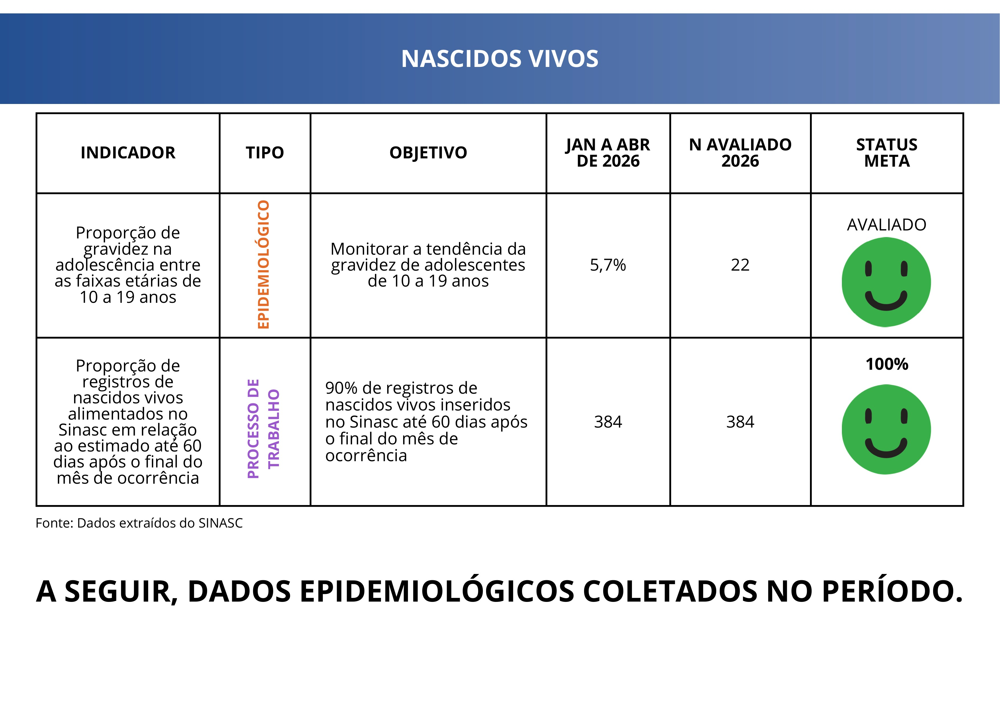 NASCIDOS VIVOS
INDICADOR
TIPO
OBJETIVO
JAN A ABR
DE 2026
N AVALIADO
2026
STATUS
META
Proporção de
gravidez na
adolescência entre
as faixas etárias de
10 a 19 anos
EPIDEMIOLÓGICO
Monitorar a tendência da
gravidez de adolescentes
de 10 a 19 anos
5,7%
22
AVALIADO
Proporção de
registros de
nascidos vivos
alimentados no
Sinasc em relação
ao estimado até 60
dias após o final do
mês de ocorrência
PROCESSO DE
TRABALHO
90% de registros de
nascidos vivos inseridos
no Sinasc até 60 dias após
o final do mês de
ocorrência
384
384
100%
Fonte: Dados extraídos do SINASC
A SEGUIR, DADOS EPIDEMIOLÓGICOS COLETADOS NO PERÍODO.